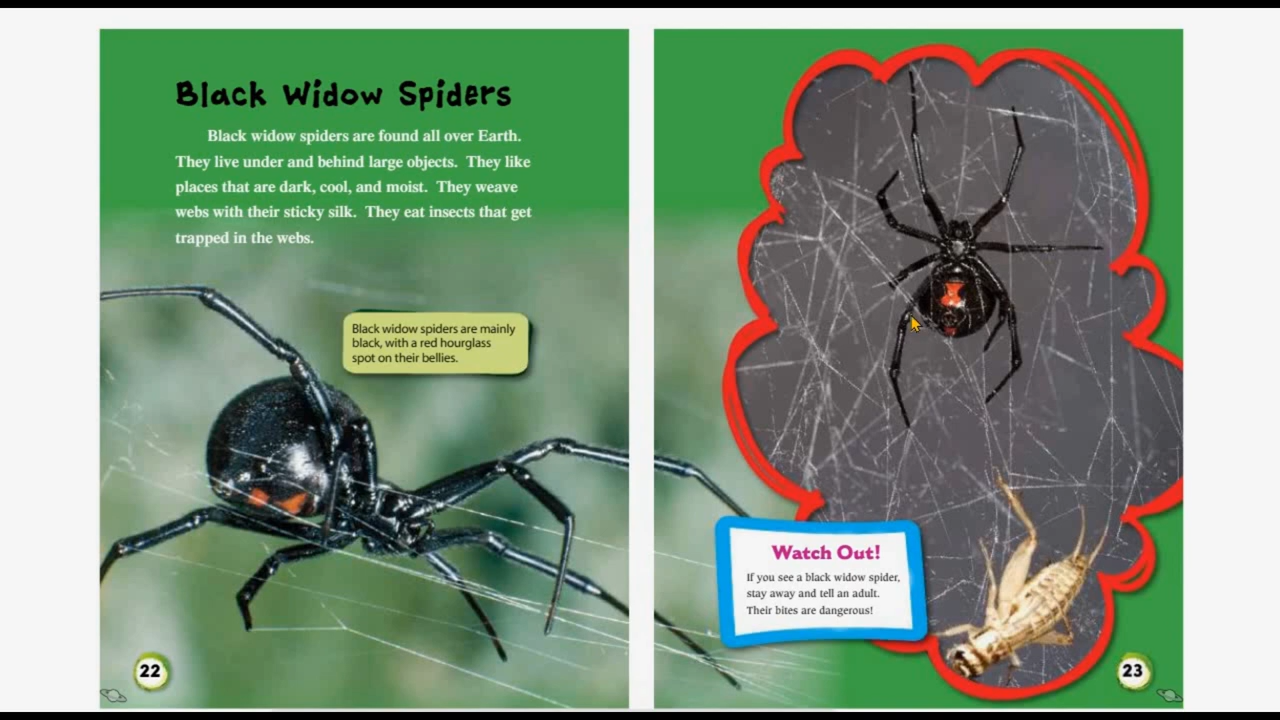 Black Widow Spiders
Black widow spiders are found all over Earth.
They live under and behind large objects. They like
places that are dark, cool, and moist. They weave
webs with their sticky silk. They eat insects that get
trapped in the webs.
Black widow spiders are mainly
black, with a red hourglass
spot on their bellies.
22
Watch Out!
If you see a black widow spider,
stay away and tell an adult.
Their bites are dangerous!
23